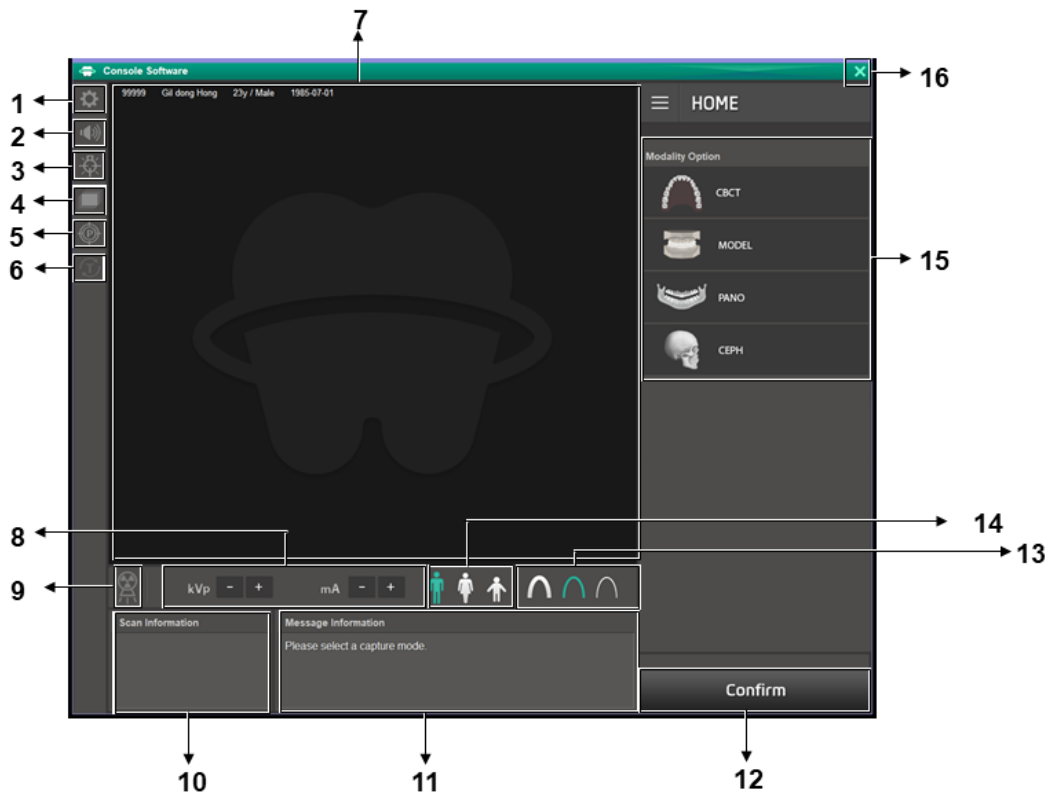 7
Console Software
16
1
99999 Gil dong Hong 23y / Male 1985-07-01
HOME
2
3
Modality Option
4
CBCT
5
P
MODEL
15
6
T
PANO
CEPH
8
14
13
9
kVp - + mA - +
Scan Information
Message Information
Please select a capture mode.
Confirm
10
11
12